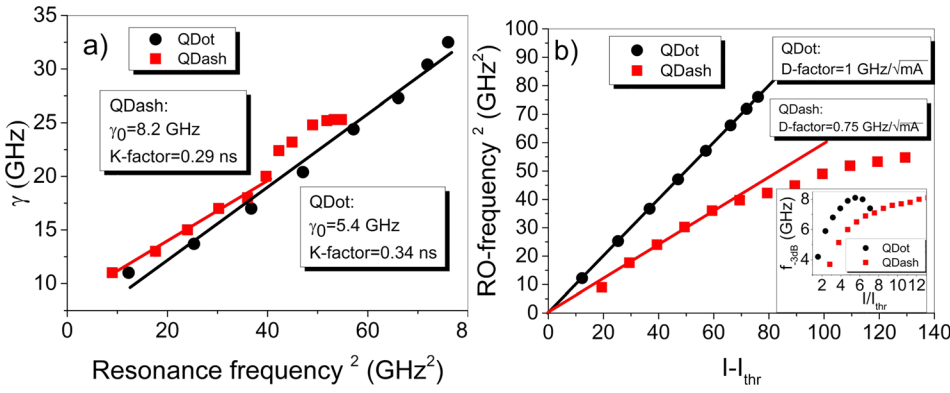 a)
QDot
QDash
QDash:
γ₀=8.2 GHz
K-factor=0.29 ns
QDot:
γ₀=5.4 GHz
K-factor=0.34 ns
γ (GHz)
35
30
25
20
15
10
0
20
40
60
8
Resonance frequency ² (GHz²)
b)
QDot
QDash
QDot:
D-factor=1 GHz/√mA
QDash:
D-factor=0.75 GHz/√mA
RO-frequency ² (GHz²)
100
90
80
70
60
50
40
30
20
10
0
0
20
40
60
80
100
120
140
I-Iₜₕᵣ
f-3dB (GHz)
8
6
4
2
4
6
8
10
12
QDot
QDash
I/Iₜₕᵣ